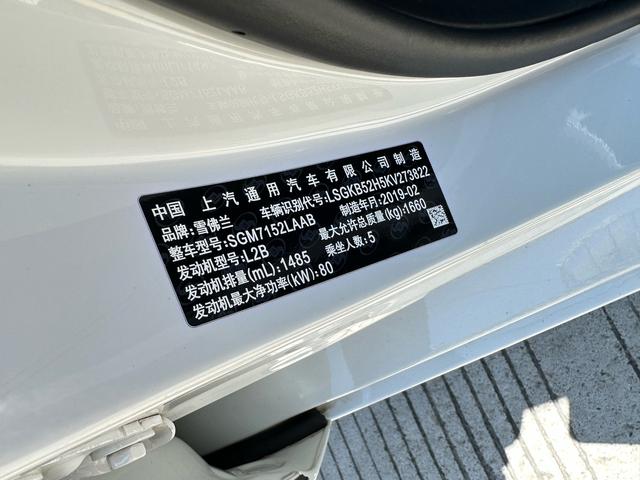 中国 上汽通用汽车有限公司制造
品牌:雪佛兰 车辆识别代号:LSGKB52H5KV273822
整车型号:SGM7152LAAB 制造年月:2019-02
发动机型号:L2B 最大允许总质量(kg):1660
发动机排量(mL):1485 乘坐人数:5
发动机最大净功率(kW):80